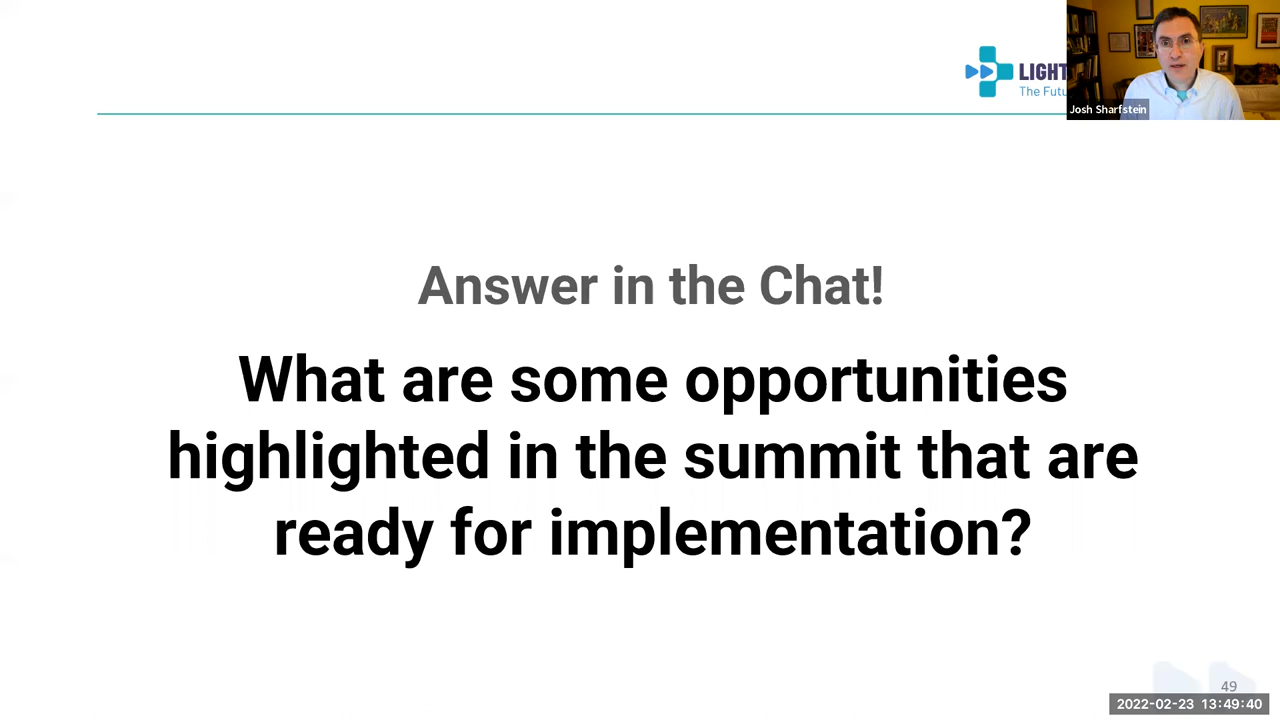 LIGHT
The Futu
Josh Sharfstein
Answer in the Chat!
What are some opportunities
highlighted in the summit that are
ready for implementation?
49
2022-02-23 13:49:40